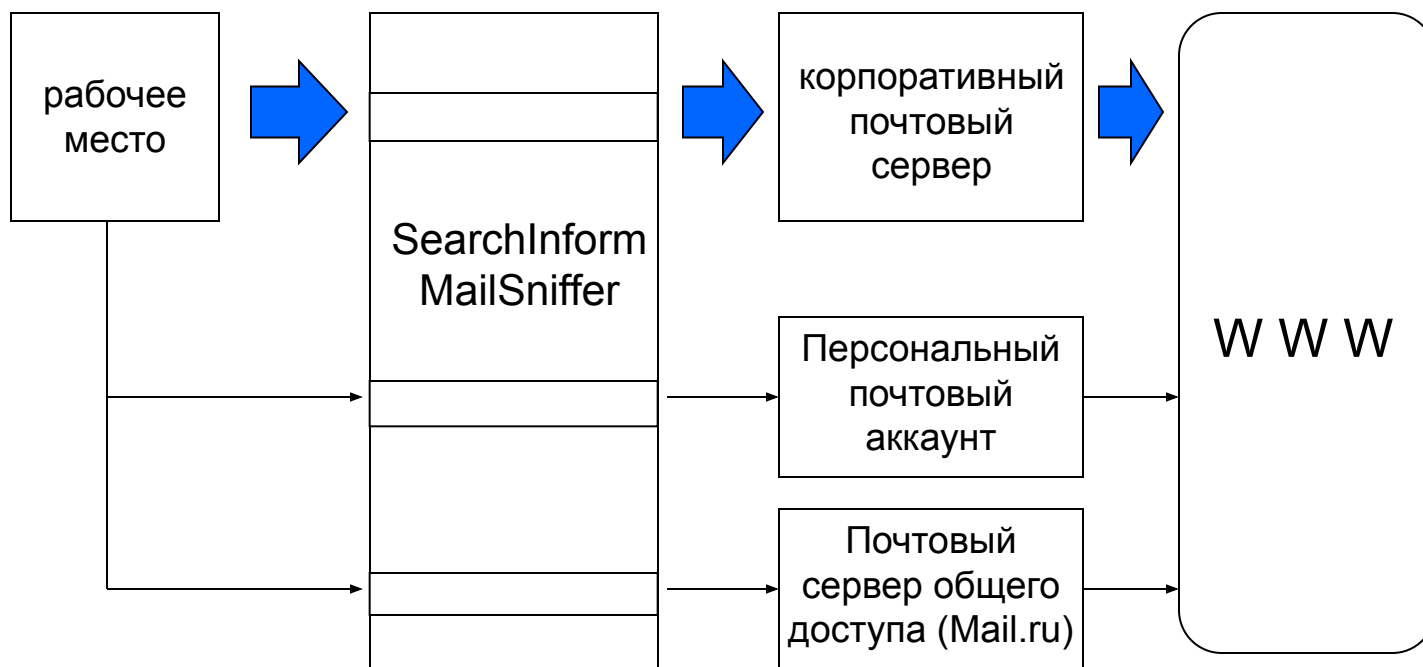 рабочее
место
SearchInform
MailSniffer
корпоративный
почтовый
сервер
Персональный
почтовый
аккаунт
Почтовый
сервер общего
доступа (Mail.ru)
W W W